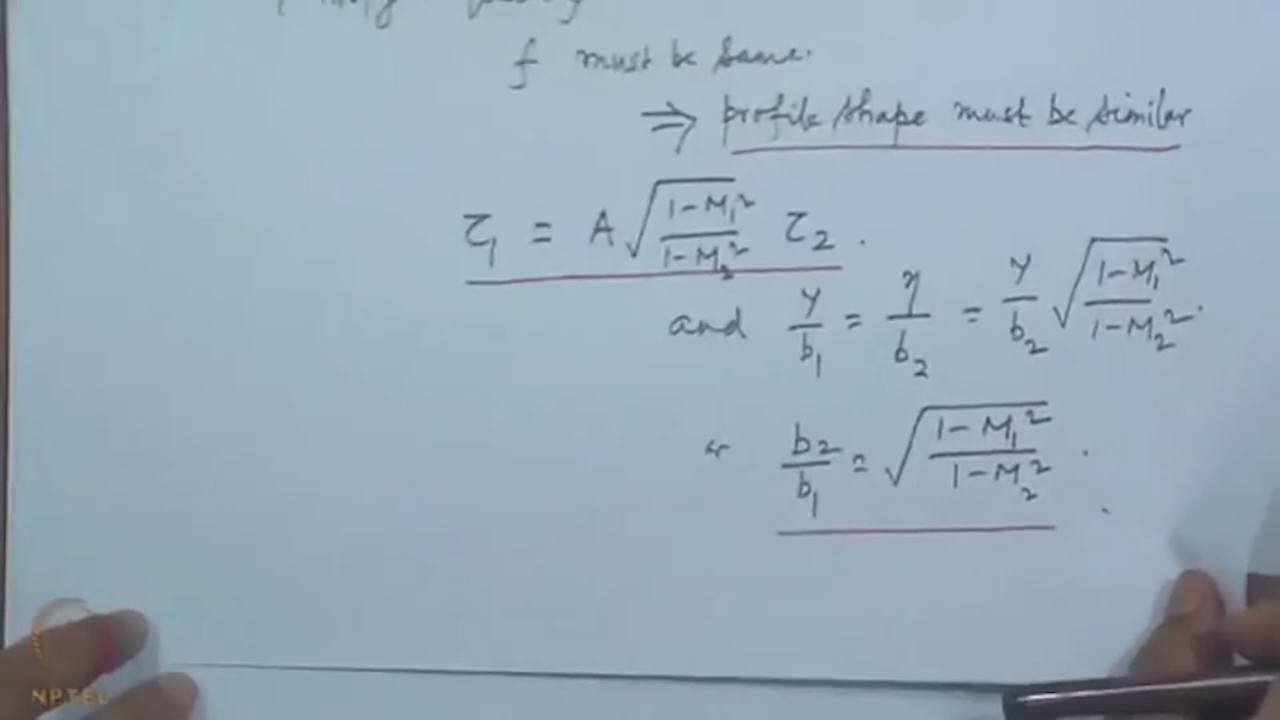 f must be same.
⇒ profile shape must be similar
τ₁ = A √((1-M₁²)/(1-M₂²)) τ₂ .
and y/b₁ = η/b₂ = y/b₂ √((1-M₁²)/(1-M₂²)) .
or b₂/b₁ = √((1-M₁²)/(1-M₂²)) .
NPTEL